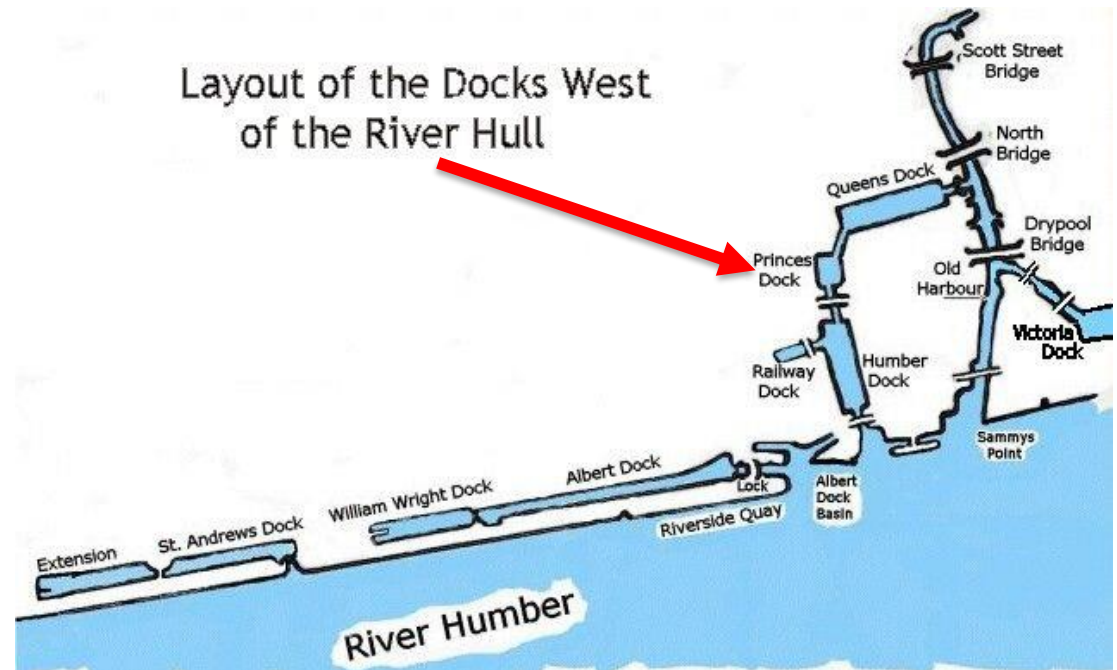 Layout of the Docks West
of the River Hull
Scott Street
Bridge
North
Bridge
Queens Dock
Drypool
Bridge
Princes
Dock
Old
Harbour
Victoria
Dock
Railway
Dock
Humber
Dock
Sammys
Point
Albert Dock
Lock
Albert
Dock
Basin
William Wright Dock
Riverside Quay
St. Andrews Dock
Extension
River Humber